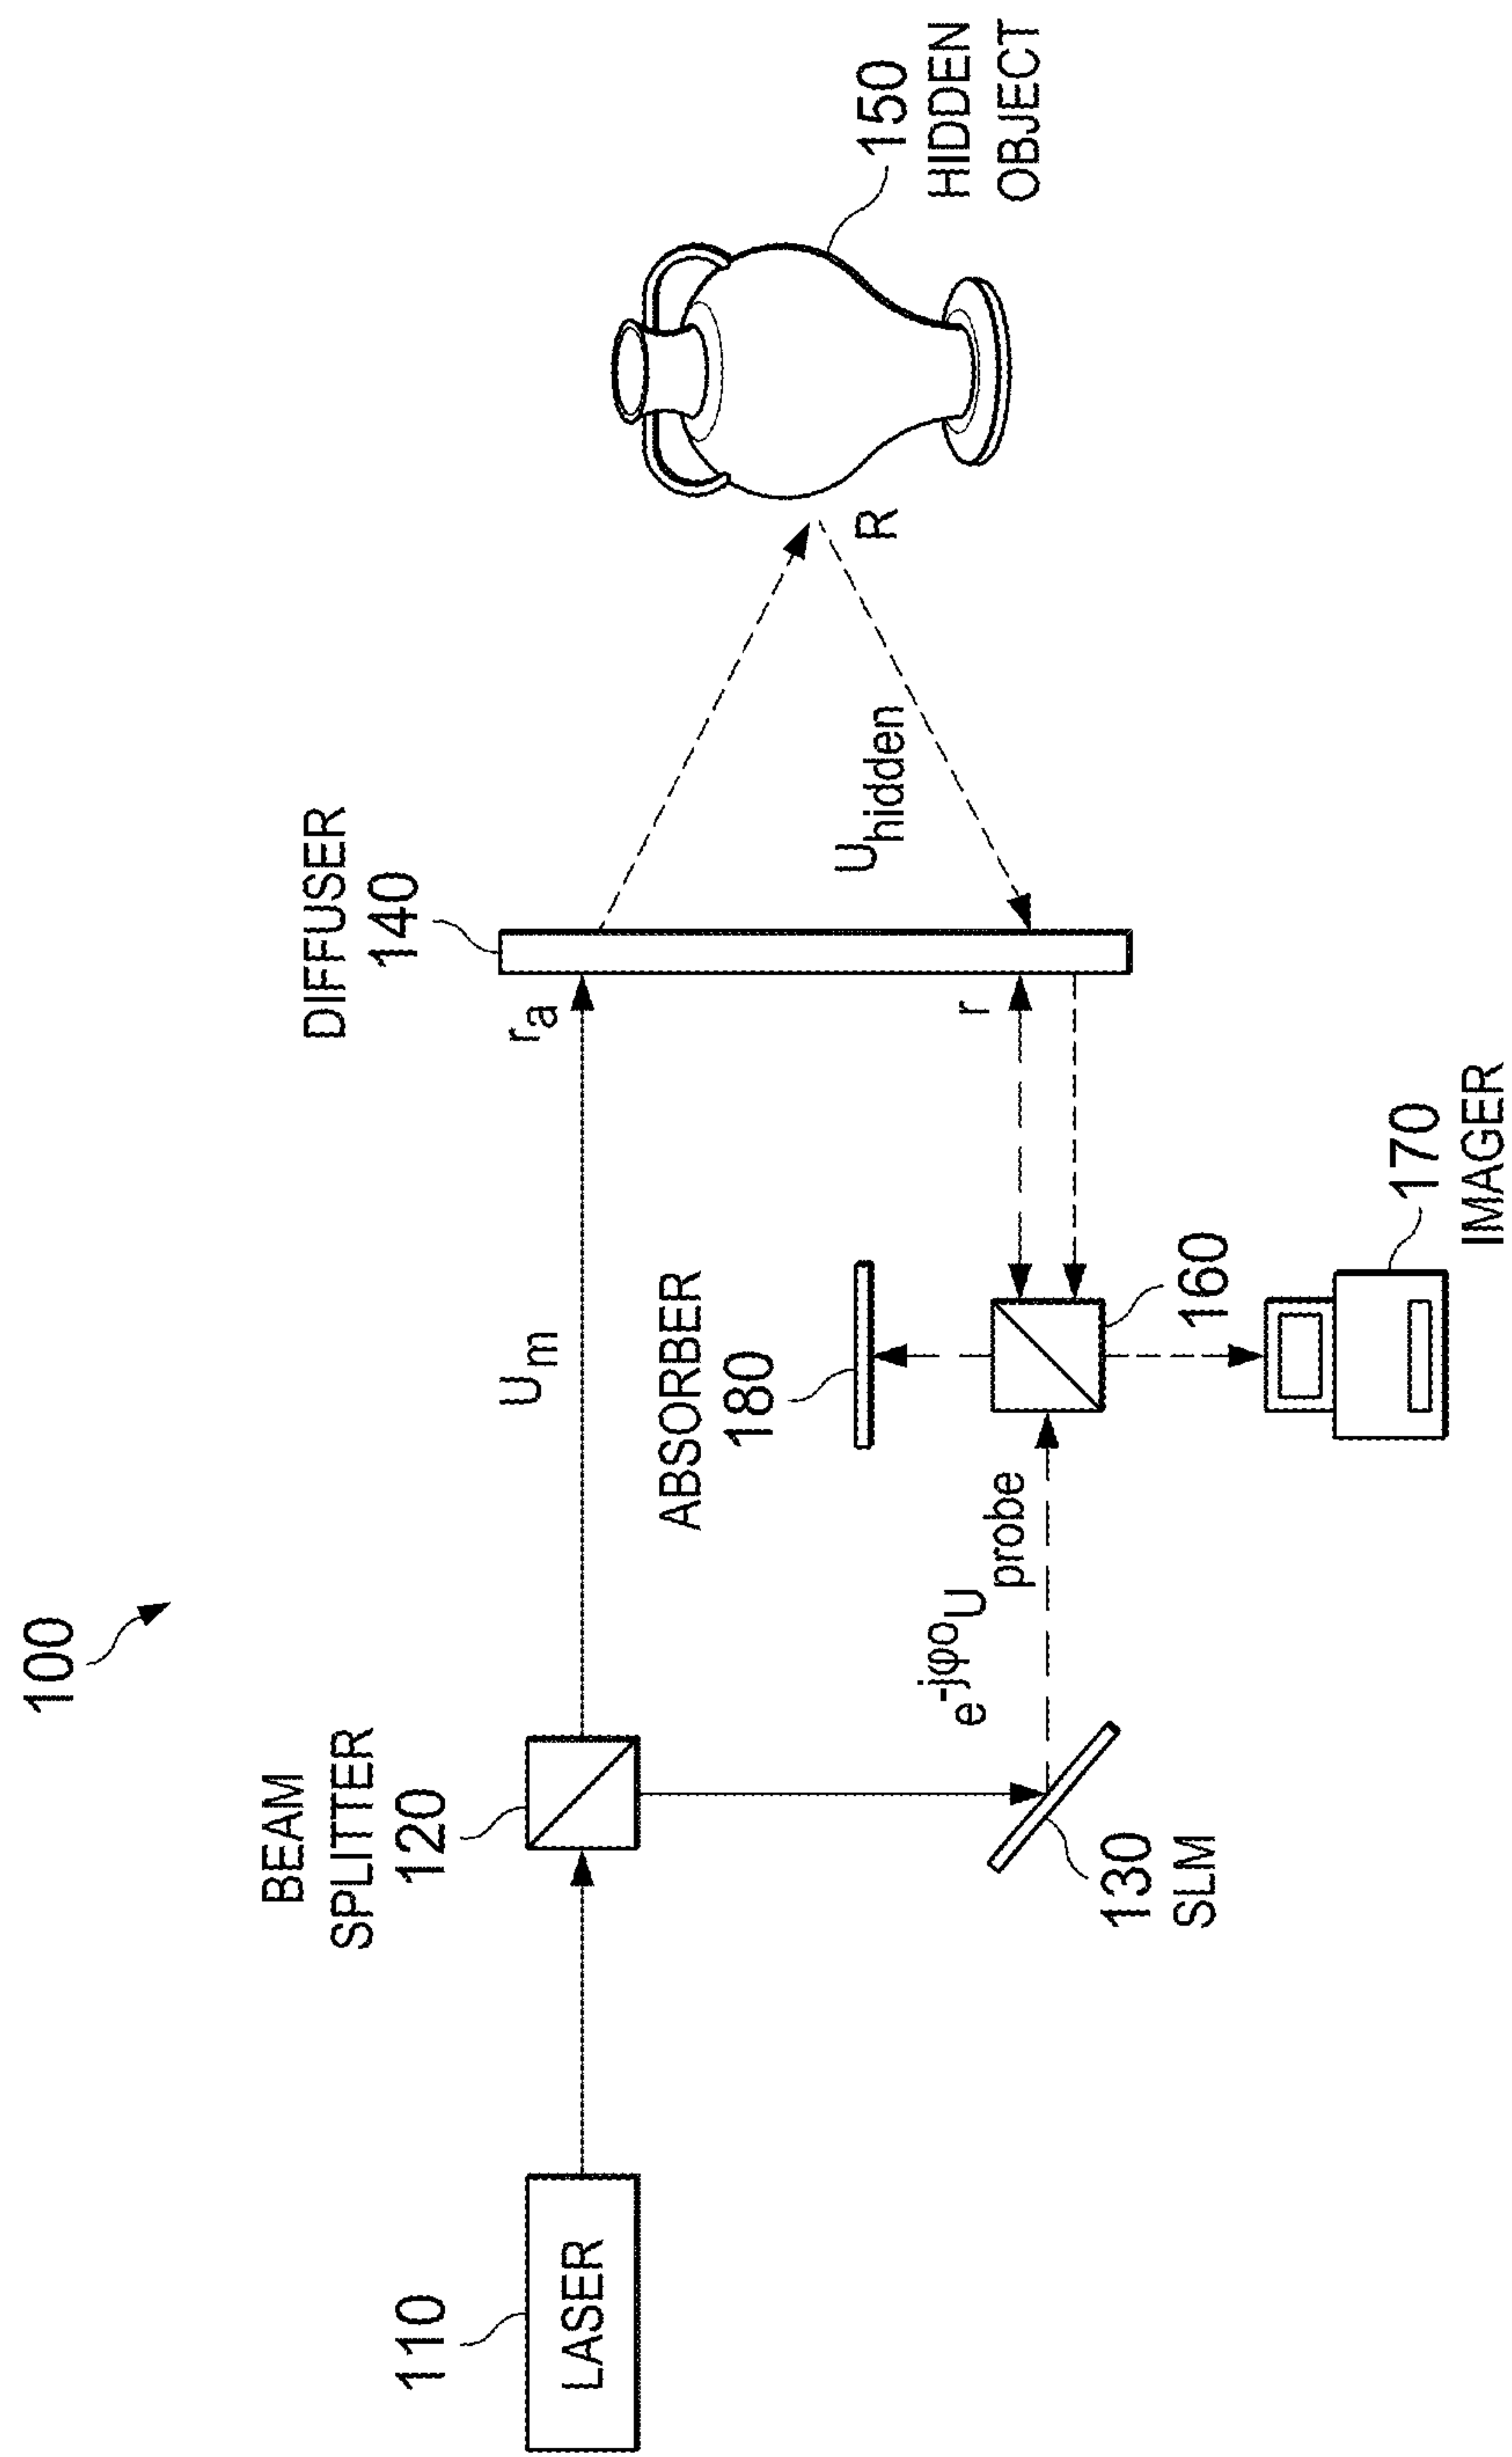 100
110
LASER
BEAM
SPLITTER
120
U_m
DIFFUSER
140
r_a
r
U_hidden
R
150
HIDDEN
OBJECT
ABSORBER
180
e^-jφo U_probe
130
SLM
160
170
IMAGER